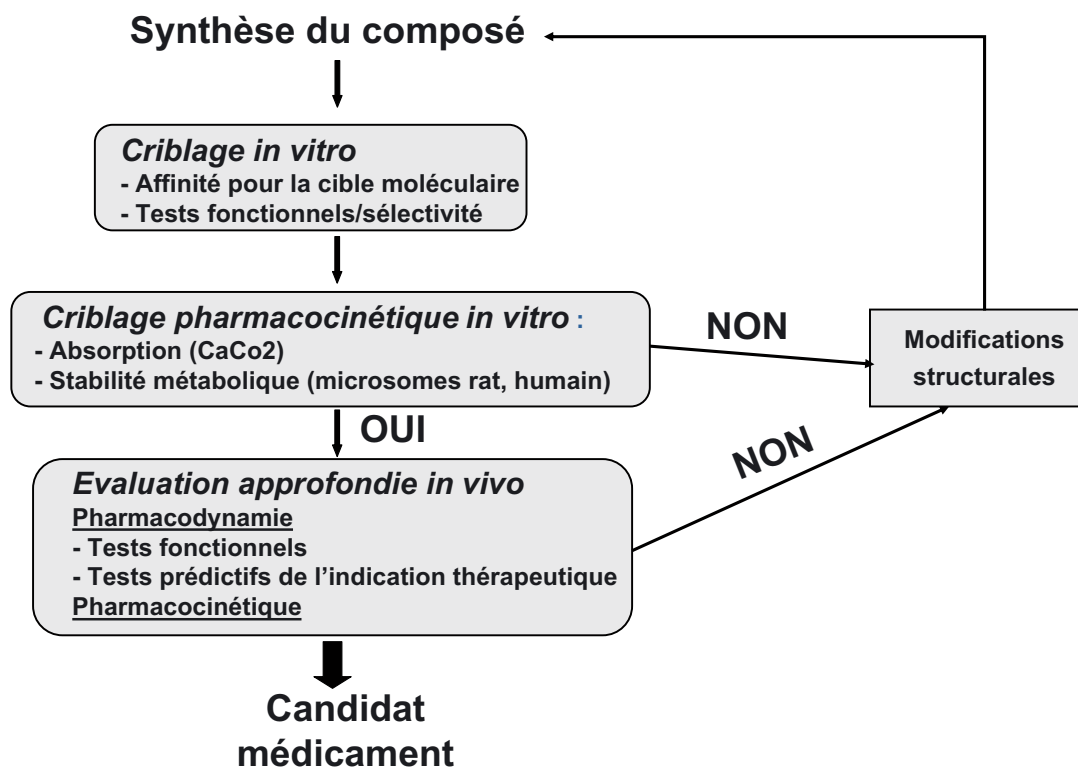 Synthèse du composé
Criblage in vitro
- Affinité pour la cible moléculaire
- Tests fonctionnels/sélectivité
Criblage pharmacocinétique in vitro :
- Absorption (CaCo2)
- Stabilité métabolique (microsomes rat, humain)
NON
Modifications
structurales
OUI
NON
Evaluation approfondie in vivo
Pharmacodynamie
- Tests fonctionnels
- Tests prédictifs de l’indication thérapeutique
Pharmacocinétique
Candidat
médicament